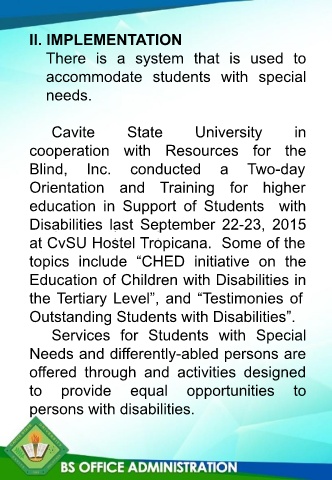 II. IMPLEMENTATION
There is a system that is used to
accommodate students with special
needs.
Cavite State University in
cooperation with Resources for the
Blind, Inc. conducted a Two-day
Orientation and Training for higher
education in Support of Students with
Disabilities last September 22-23, 2015
at CvSU Hostel Tropicana. Some of the
topics include “CHED initiative on the
Education of Children with Disabilities in
the Tertiary Level”, and “Testimonies of
Outstanding Students with Disabilities”.
Services for Students with Special
Needs and differently-abled persons are
offered through and activities designed
to provide equal opportunities to
persons with disabilities.
BS OFFICE ADMINISTRATION